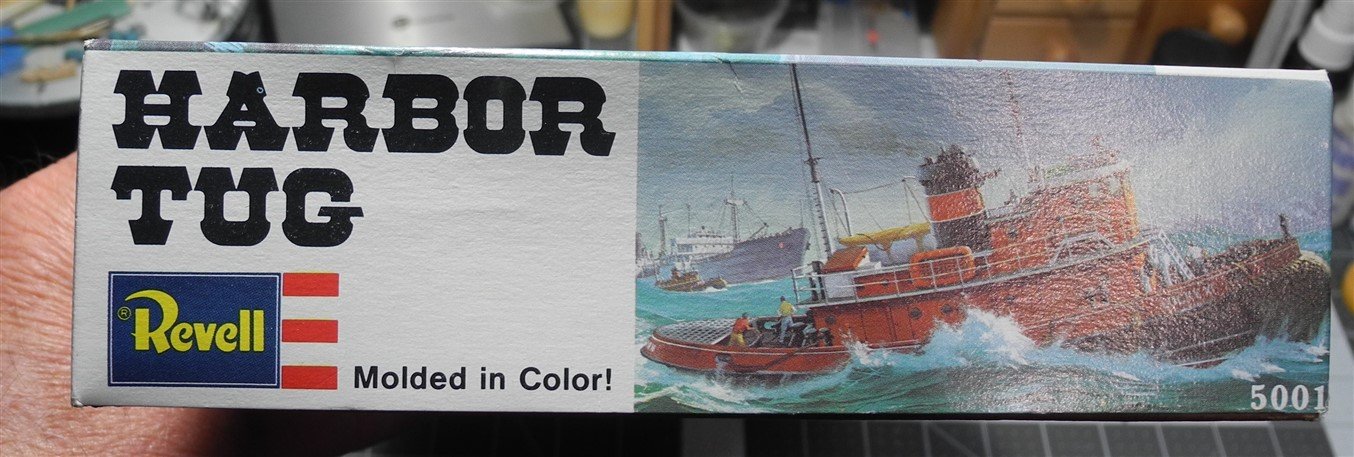 HARBOR
TUG
® Revell
Molded in Color!
5001